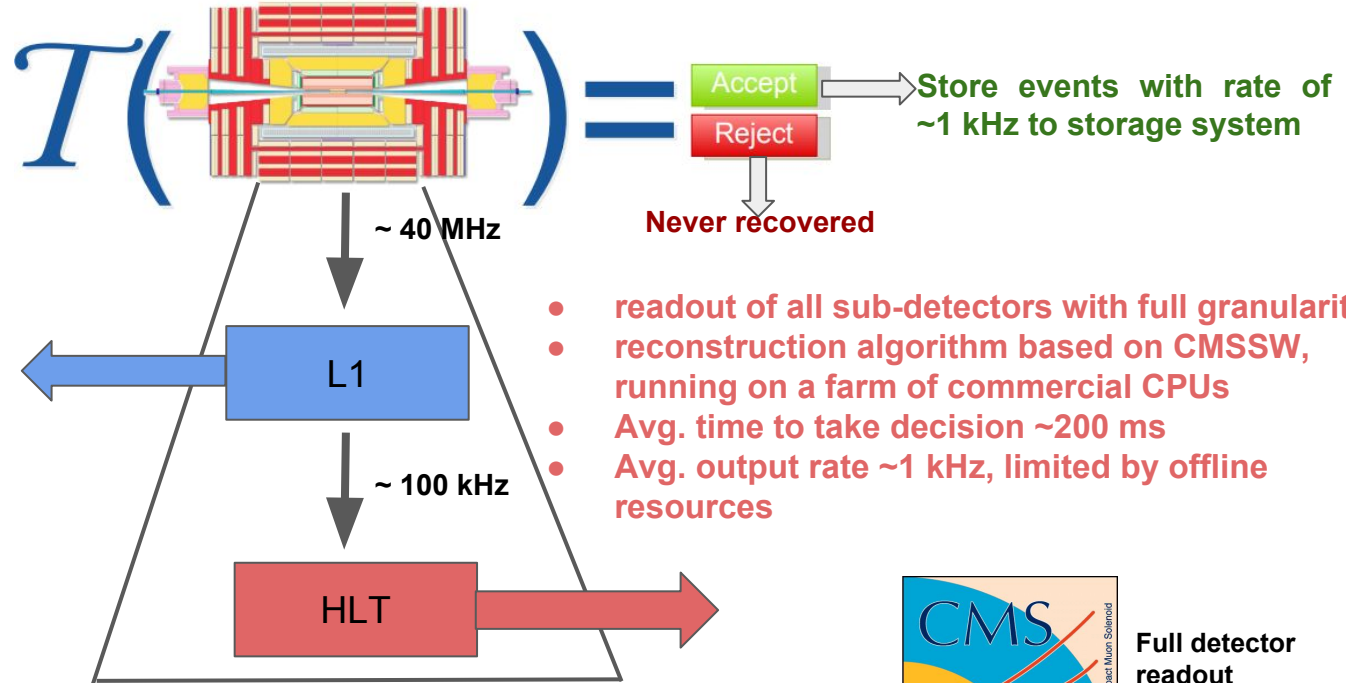 T( ) =
Accept
Reject
Store events with rate of
~1 kHz to storage system
Never recovered
~ 40 MHz
L1
~ 100 kHz
HLT
● readout of all sub-detectors with full granularit
● reconstruction algorithm based on CMSSW,
running on a farm of commercial CPUs
● Avg. time to take decision ~200 ms
● Avg. output rate ~1 kHz, limited by offline
resources
CMS
pact Muon Solenoid
Full detector
readout